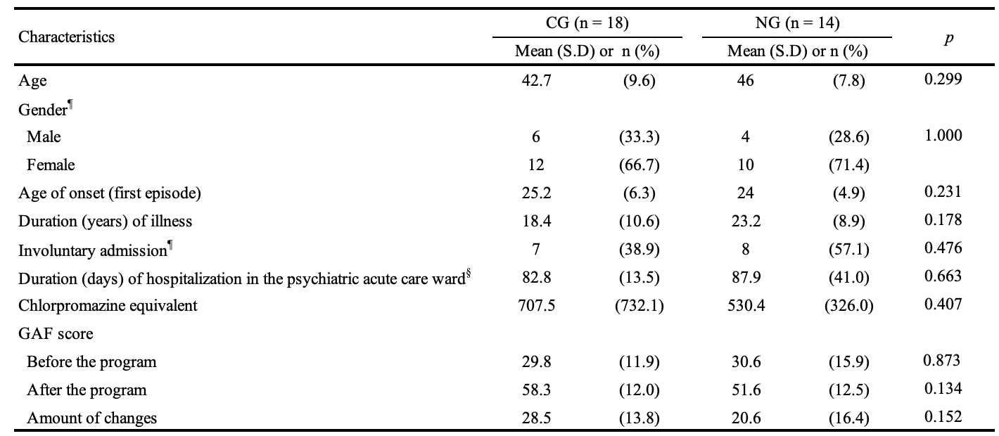 Characteristics CG (n = 18) NG (n = 14) p
Mean (S.D) or n (%) Mean (S.D) or n (%)
Age 42.7 (9.6) 46 (7.8) 0.299
Gender¶
Male 6 (33.3) 4 (28.6) 1.000
Female 12 (66.7) 10 (71.4)
Age of onset (first episode) 25.2 (6.3) 24 (4.9) 0.231
Duration (years) of illness 18.4 (10.6) 23.2 (8.9) 0.178
Involuntary admission¶ 7 (38.9) 8 (57.1) 0.476
Duration (days) of hospitalization in the psychiatric acute care ward§ 82.8 (13.5) 87.9 (41.0) 0.663
Chlorpromazine equivalent 707.5 (732.1) 530.4 (326.0) 0.407
GAF score
Before the program 29.8 (11.9) 30.6 (15.9) 0.873
After the program 58.3 (12.0) 51.6 (12.5) 0.134
Amount of changes 28.5 (13.8) 20.6 (16.4) 0.152